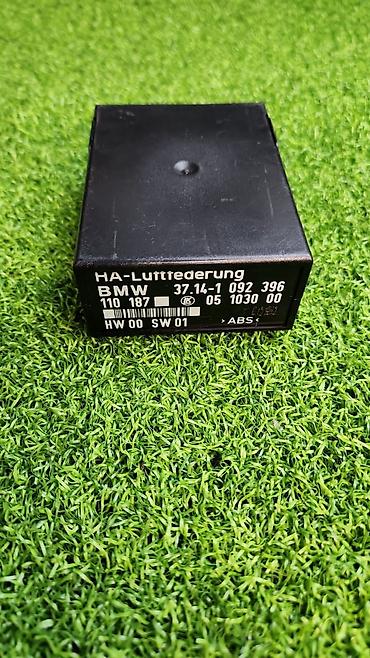 HA-Luftfederung
BMW 37.14-1 092 396
110 187 05 1030 00
HW 00 SW 01 >ABS<